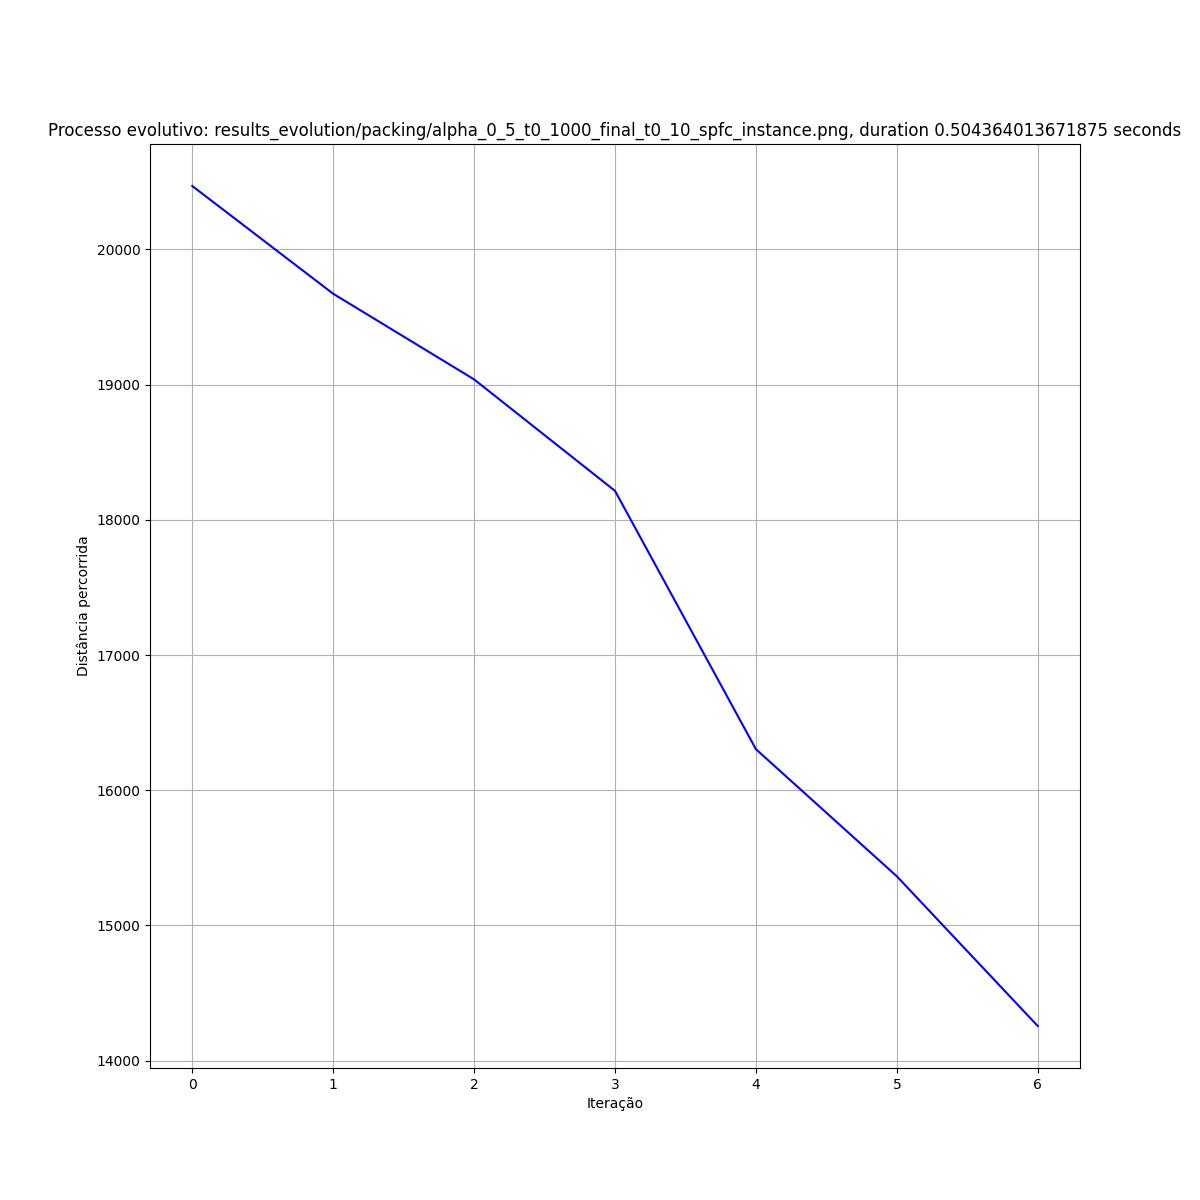 Processo evolutivo: results_evolution/packing/alpha_0_5_t0_1000_final_t0_10_spfc_instance.png, duration 0.504364013671875 seconds
20000
19000
18000
17000
16000
15000
14000
Distância percorrida
0 1 2 3 4 5 6
Iteração